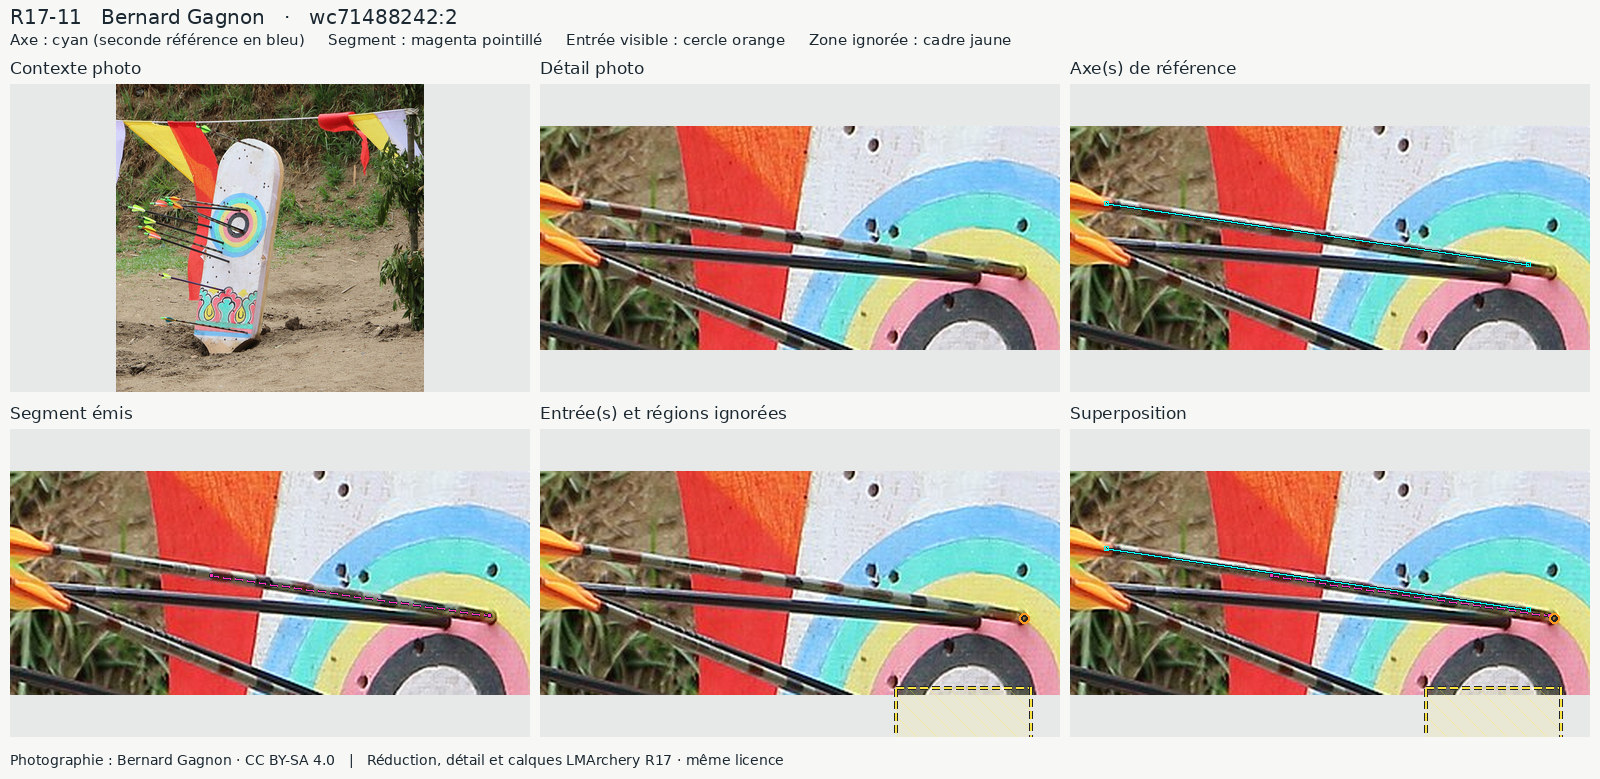 R17-11 Bernard Gagnon · wc71488242:2
Axe : cyan (seconde référence en bleu) Segment : magenta pointillé Entrée visible : cercle orange Zone ignorée : cadre jaune
Contexte photo Détail photo Axe(s) de référence
Segment émis Entrée(s) et régions ignorées Superposition
Photographie : Bernard Gagnon · CC BY-SA 4.0 | Réduction, détail et calques LMArchery R17 · même licence